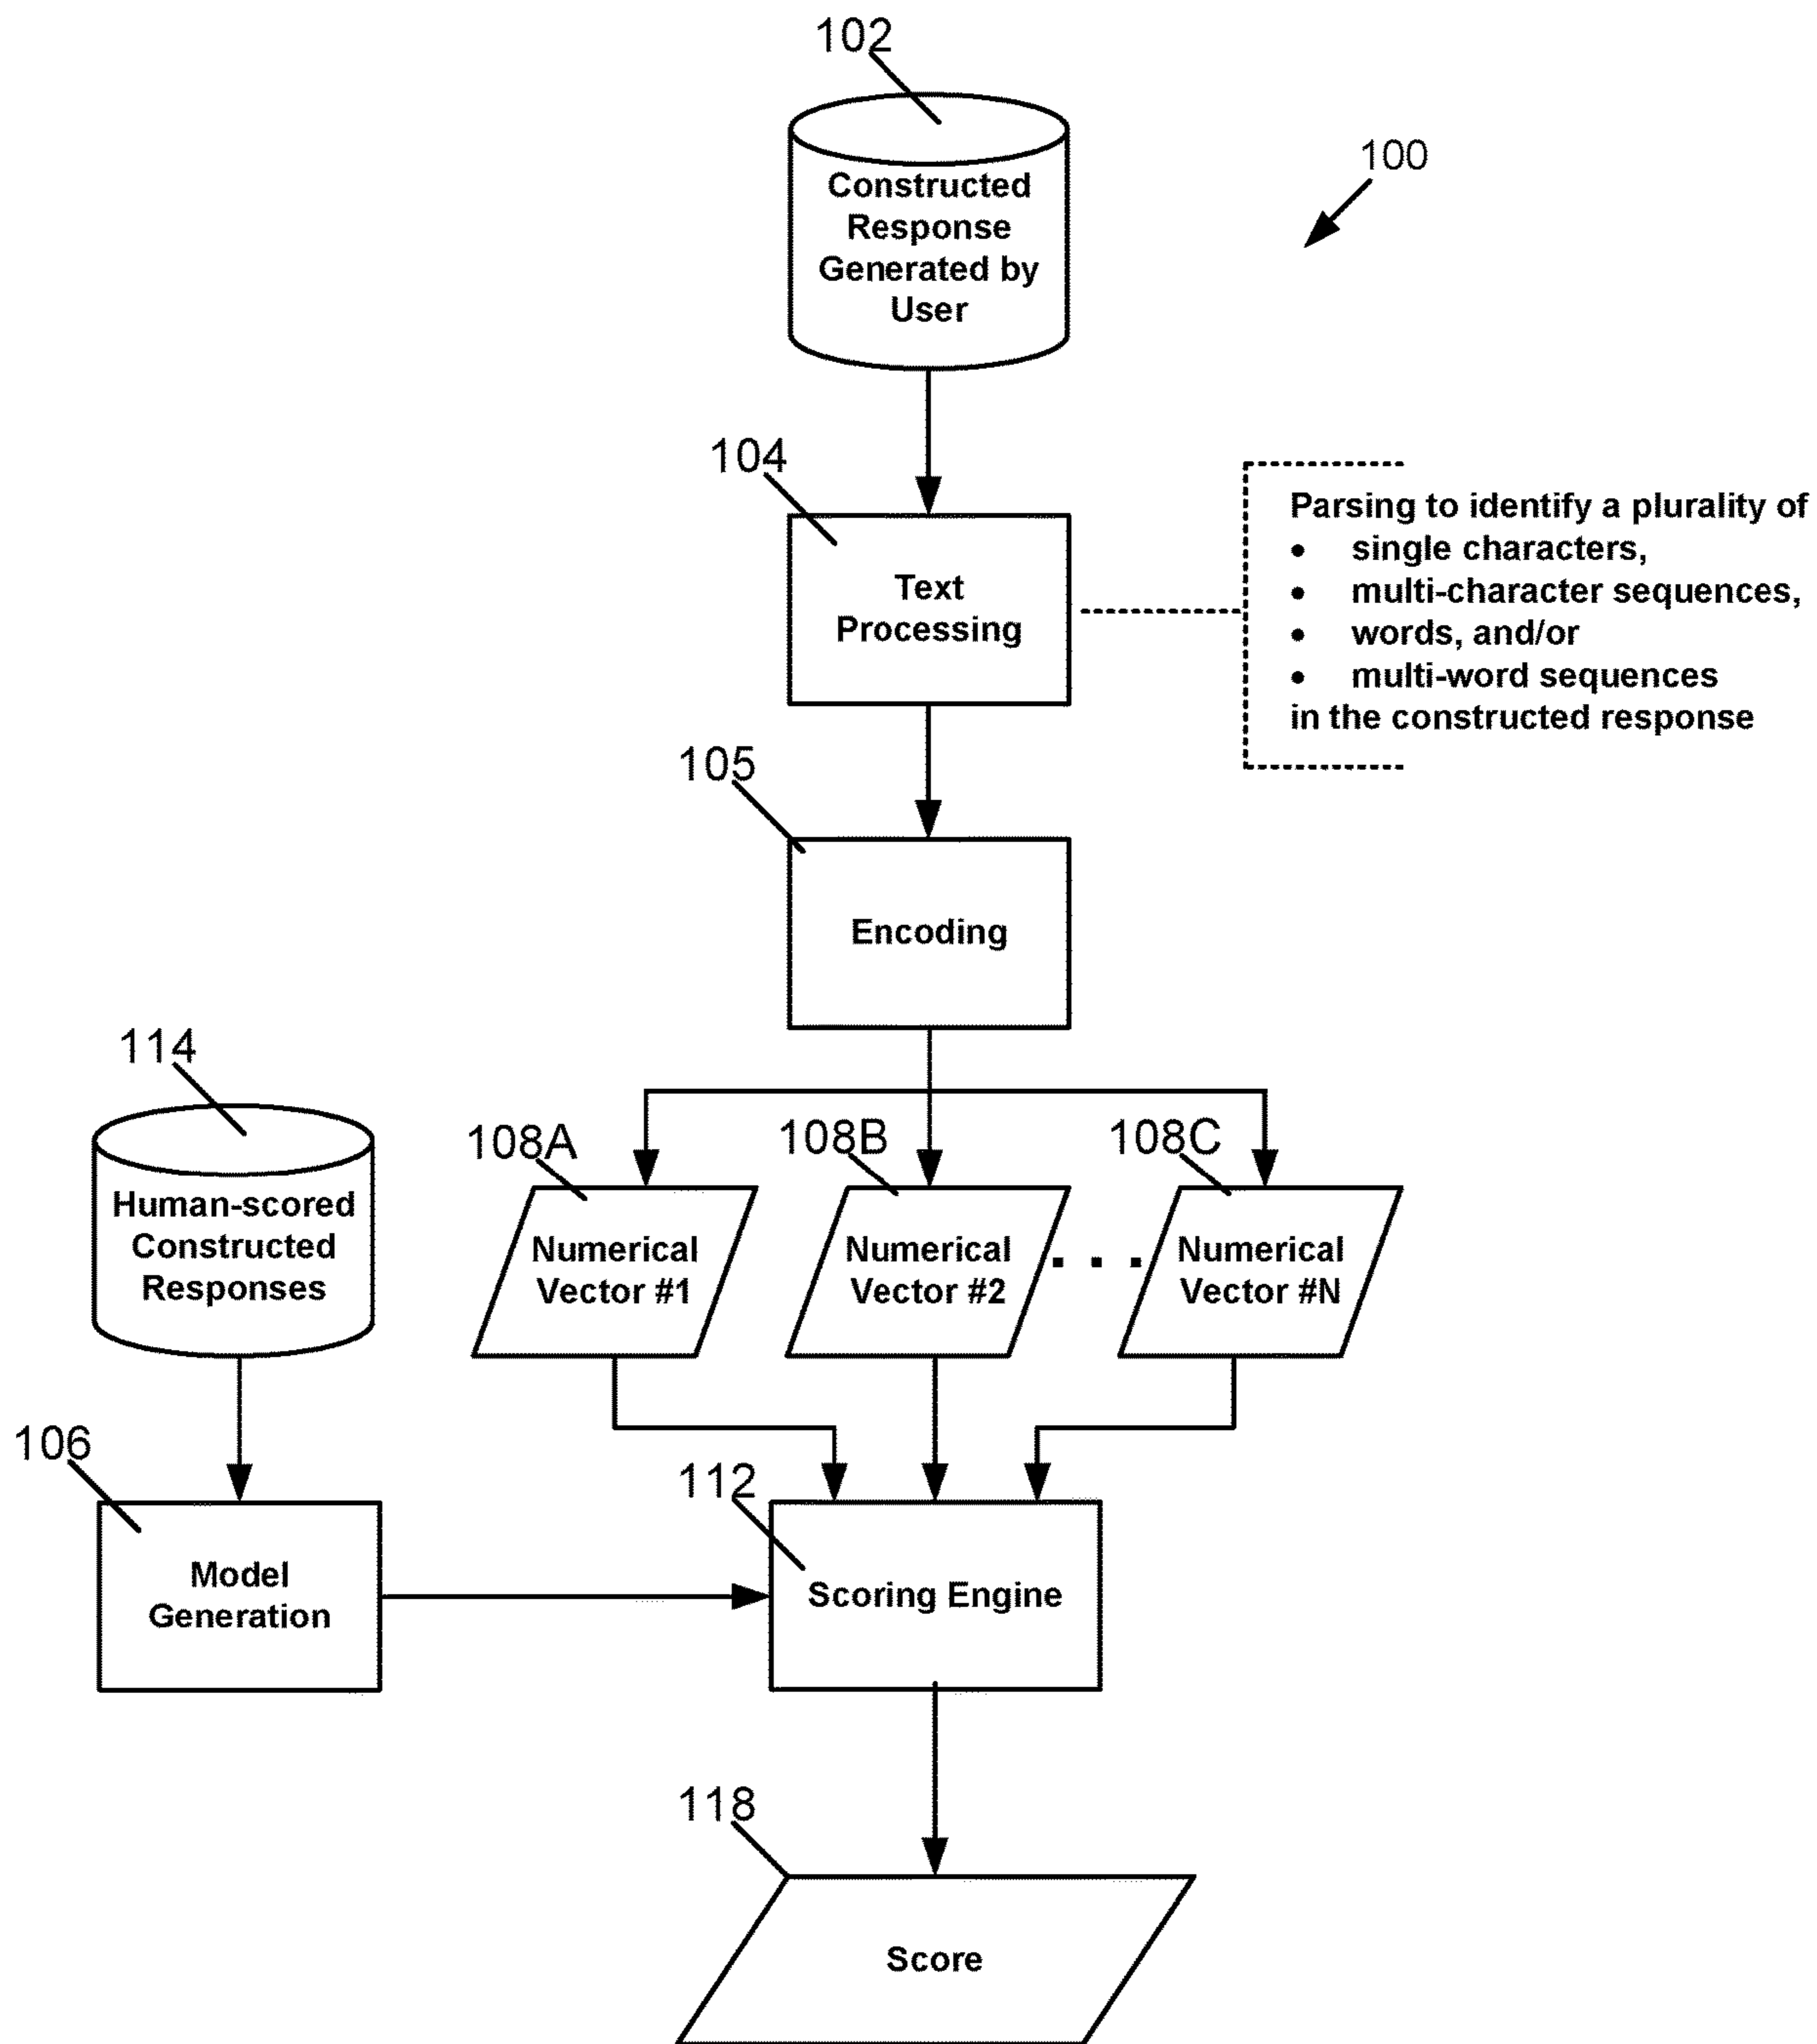 102
100
Constructed
Response
Generated by
User
104
Text
Processing
Parsing to identify a plurality of
• single characters,
• multi-character sequences,
• words, and/or
• multi-word sequences
in the constructed response
105
Encoding
114
Human-scored
Constructed
Responses
108A
108B
108C
Numerical
Vector #1
Numerical
Vector #2
. . .
Numerical
Vector #N
106
Model
Generation
112
Scoring Engine
118
Score